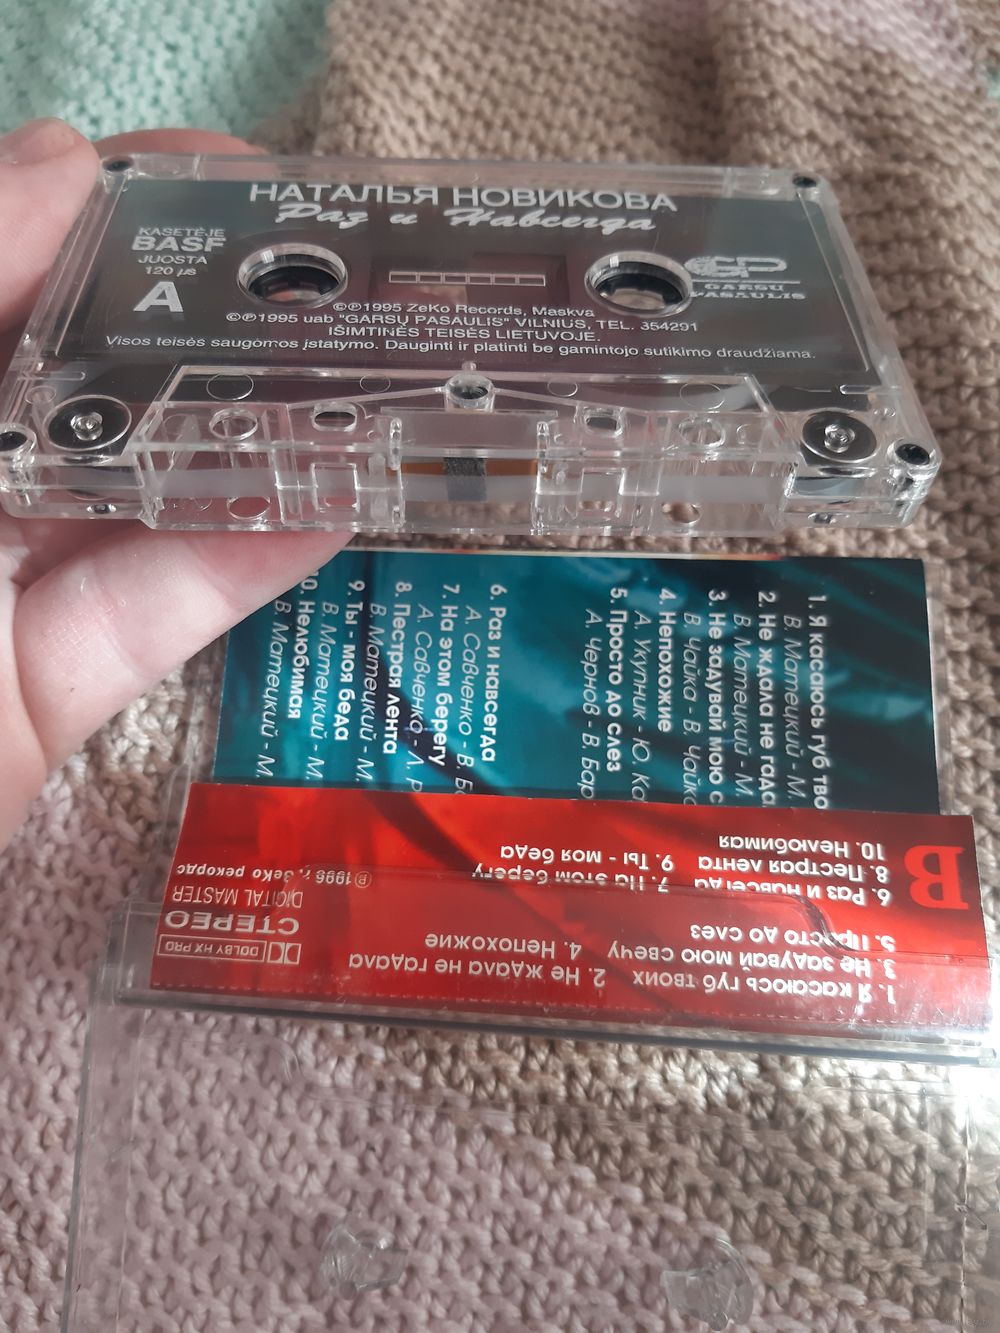 НАТАЛЬЯ НОВИКОВА
Раз и Навсегда
KASETĖJE
BASF
JUOSTA
120 µs
A
GP
GARSŲ
PASAULIS
©℗1995 ZeKo Records, Maskva
©℗1995 uab "GARSŲ PASAULIS" VILNIUS, TEL. 354291
IŠIMTINĖS TEISĖS LIETUVOJE.
Visos teisės saugomos įstatymo. Dauginti ir platinti be gamintojo sutikimo draudžiama.
1. Я касаюсь губ тво
В. Матецкий - М.
2. Не ждала не гада
В. Матецкий - М.
3. Не задувай мою с
В. Чайка - В. Чайка
4. Непохожие
А. Укупник - Ю. Ка
5. Просто до слез
А. Чернов - В. Бар
6. Раз и навсегда
А. Савченко - В. Ба
7. На этом берегу
А. Савченко - Л. Р
8. Пестрая лента
В. Матецкий - М.
9. Ты - моя беда
В. Матецкий - М.
10. Нелюбимая
В. Матецкий - М.
1. Я касаюсь губ твоих 2. Не ждала не гадала
3. Не задувай мою свечу 4. Непохожие
5. Просто до слез
B
6. Раз и навсегда 7. На этом берегу
8. Пестрая лента 9. Ты - моя беда
10. Нелюбимая
DOLBY HX PRO
СТЕРЕО
DIGITAL MASTER
℗1995 г. ЗеКо рекордс